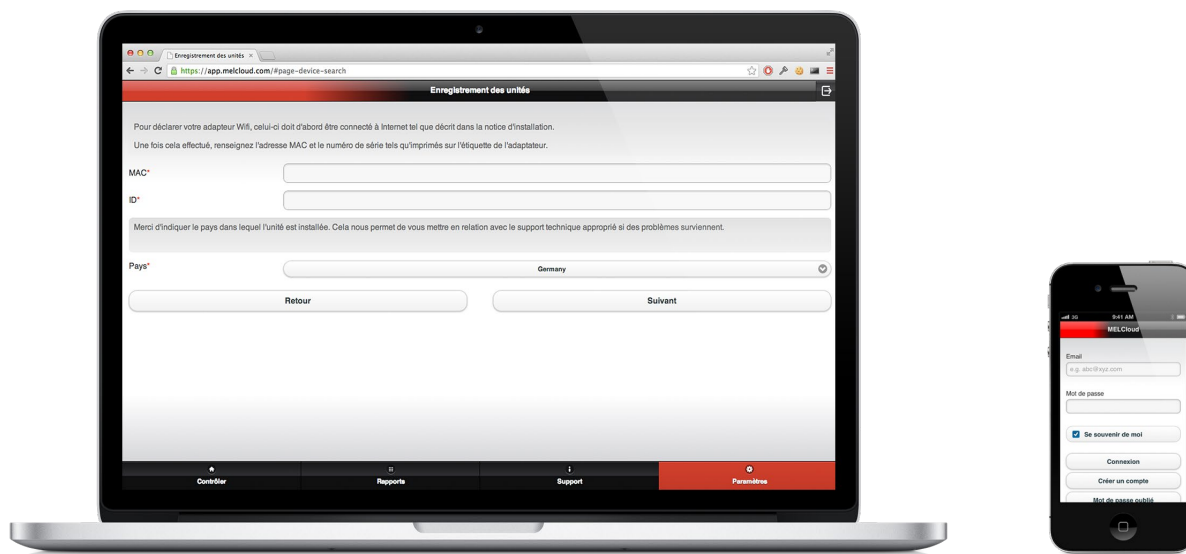 Enregistrement des unités
https://app.melcloud.com/#page-device-search
Enregistrement des unités
Pour déclarer votre adapteur Wifi, celui-ci doit d'abord être connecté à Internet tel que décrit dans la notice d'installation.
Une fois cela effectué, renseignez l'adresse MAC et le numéro de série tels qu'imprimés sur l'étiquette de l'adaptateur.
MAC*
ID*
Merci d'indiquer le pays dans lequel l'unité est installée. Cela nous permet de vous mettre en relation avec le support technique approprié si des problèmes surviennent.
Pays*
Germany
Retour
Suivant
Contrôler
Rapports
Support
Paramètres
3G 9:41 AM
MELCloud
Email
e.g. abc@xyz.com
Mot de passe
Se souvenir de moi
Connexion
Créer un compte
Mot de passe oublié